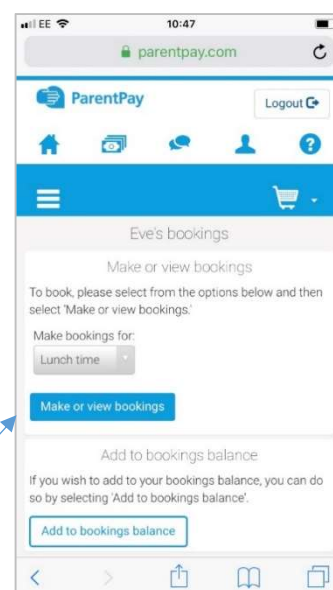 EE 10:47
parentpay.com
ParentPay Logout
Eve's bookings
Make or view bookings
To book, please select from the options below and then
select 'Make or view bookings.'
Make bookings for:
Lunch time
Make or view bookings
Add to bookings balance
If you wish to add to your bookings balance, you can do
so by selecting 'Add to bookings balance'.
Add to bookings balance